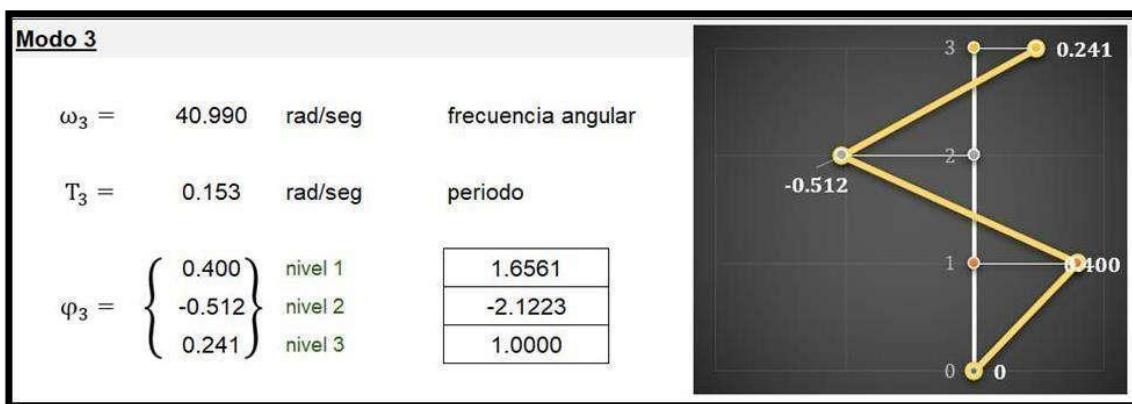 Modo 3
ω₃ = 40.990 rad/seg frecuencia angular
T₃ = 0.153 rad/seg periodo
0.400 nivel 1 1.6561
φ₃ = -0.512 nivel 2 -2.1223
0.241 nivel 3 1.0000
3 0.241
2
-0.512
1 0.400
0 0